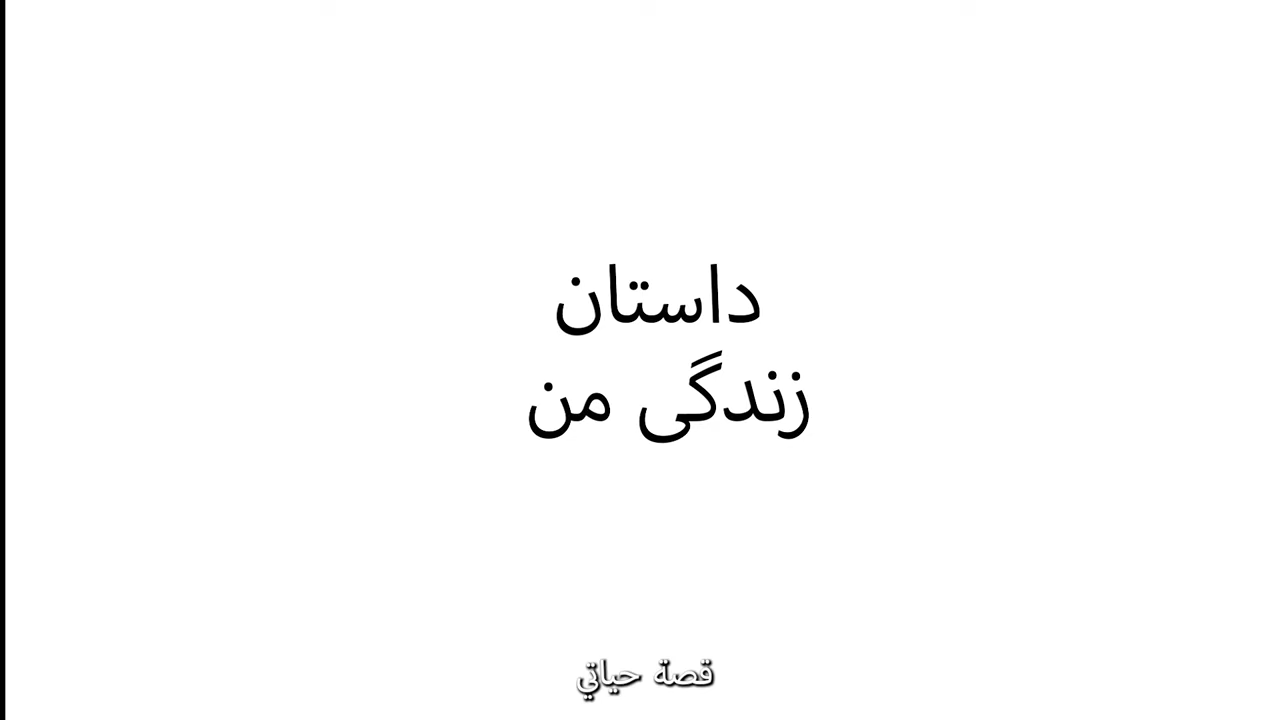 داستان
زندگی من
قصة حياتي